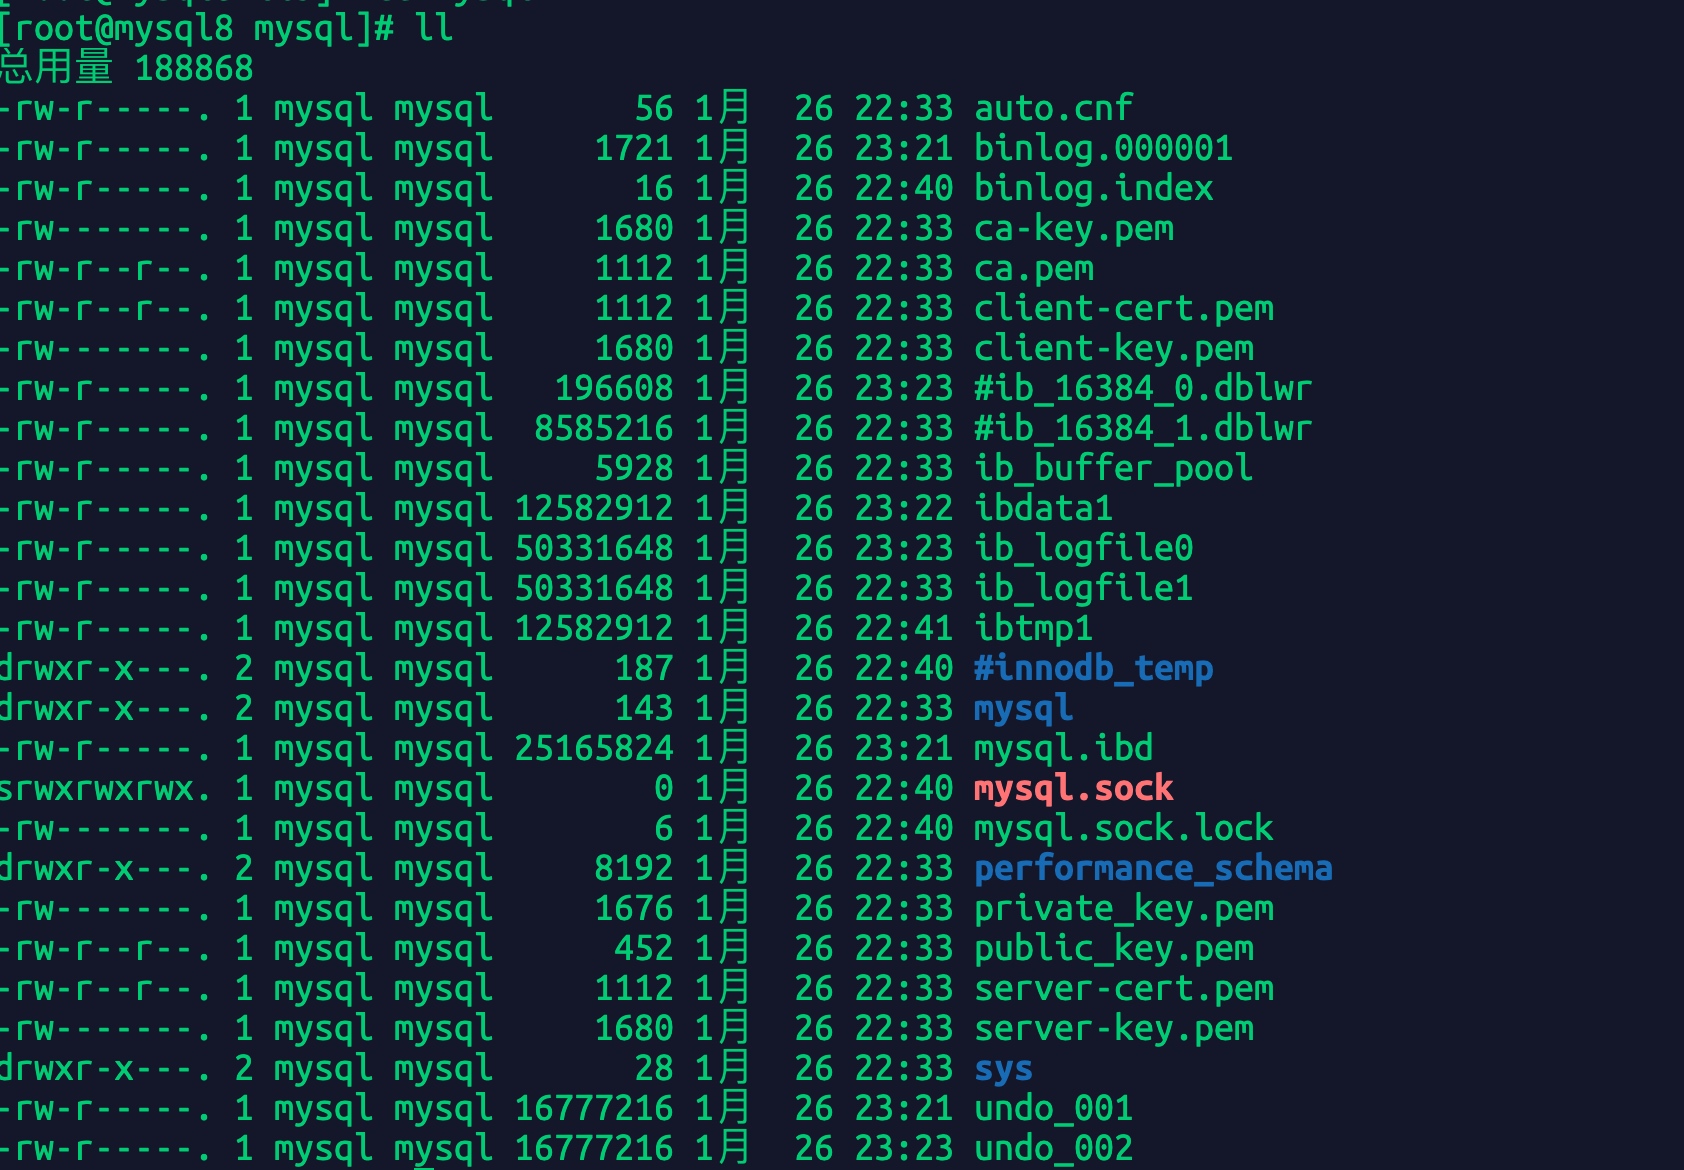 [root@mysql8 mysql]# ll
总用量 188868
-rw-r-----. 1 mysql mysql       56 1月  26 22:33 auto.cnf
-rw-r-----. 1 mysql mysql     1721 1月  26 23:21 binlog.000001
-rw-r-----. 1 mysql mysql       16 1月  26 22:40 binlog.index
-rw-------. 1 mysql mysql     1680 1月  26 22:33 ca-key.pem
-rw-r--r--. 1 mysql mysql     1112 1月  26 22:33 ca.pem
-rw-r--r--. 1 mysql mysql     1112 1月  26 22:33 client-cert.pem
-rw-------. 1 mysql mysql     1680 1月  26 22:33 client-key.pem
-rw-r-----. 1 mysql mysql   196608 1月  26 23:23 #ib_16384_0.dblwr
-rw-r-----. 1 mysql mysql  8585216 1月  26 22:33 #ib_16384_1.dblwr
-rw-r-----. 1 mysql mysql     5928 1月  26 22:33 ib_buffer_pool
-rw-r-----. 1 mysql mysql 12582912 1月  26 23:22 ibdata1
-rw-r-----. 1 mysql mysql 50331648 1月  26 23:23 ib_logfile0
-rw-r-----. 1 mysql mysql 50331648 1月  26 22:33 ib_logfile1
-rw-r-----. 1 mysql mysql 12582912 1月  26 22:41 ibtmp1
drwxr-x---. 2 mysql mysql      187 1月  26 22:40 #innodb_temp
drwxr-x---. 2 mysql mysql      143 1月  26 22:33 mysql
-rw-r-----. 1 mysql mysql 25165824 1月  26 23:21 mysql.ibd
srwxrwxrwx. 1 mysql mysql        0 1月  26 22:40 mysql.sock
-rw-------. 1 mysql mysql        6 1月  26 22:40 mysql.sock.lock
drwxr-x---. 2 mysql mysql     8192 1月  26 22:33 performance_schema
-rw-------. 1 mysql mysql     1676 1月  26 22:33 private_key.pem
-rw-r--r--. 1 mysql mysql      452 1月  26 22:33 public_key.pem
-rw-r--r--. 1 mysql mysql     1112 1月  26 22:33 server-cert.pem
-rw-------. 1 mysql mysql     1680 1月  26 22:33 server-key.pem
drwxr-x---. 2 mysql mysql       28 1月  26 22:33 sys
-rw-r-----. 1 mysql mysql 16777216 1月  26 23:21 undo_001
-rw-r-----. 1 mysql mysql 16777216 1月  26 23:23 undo_002